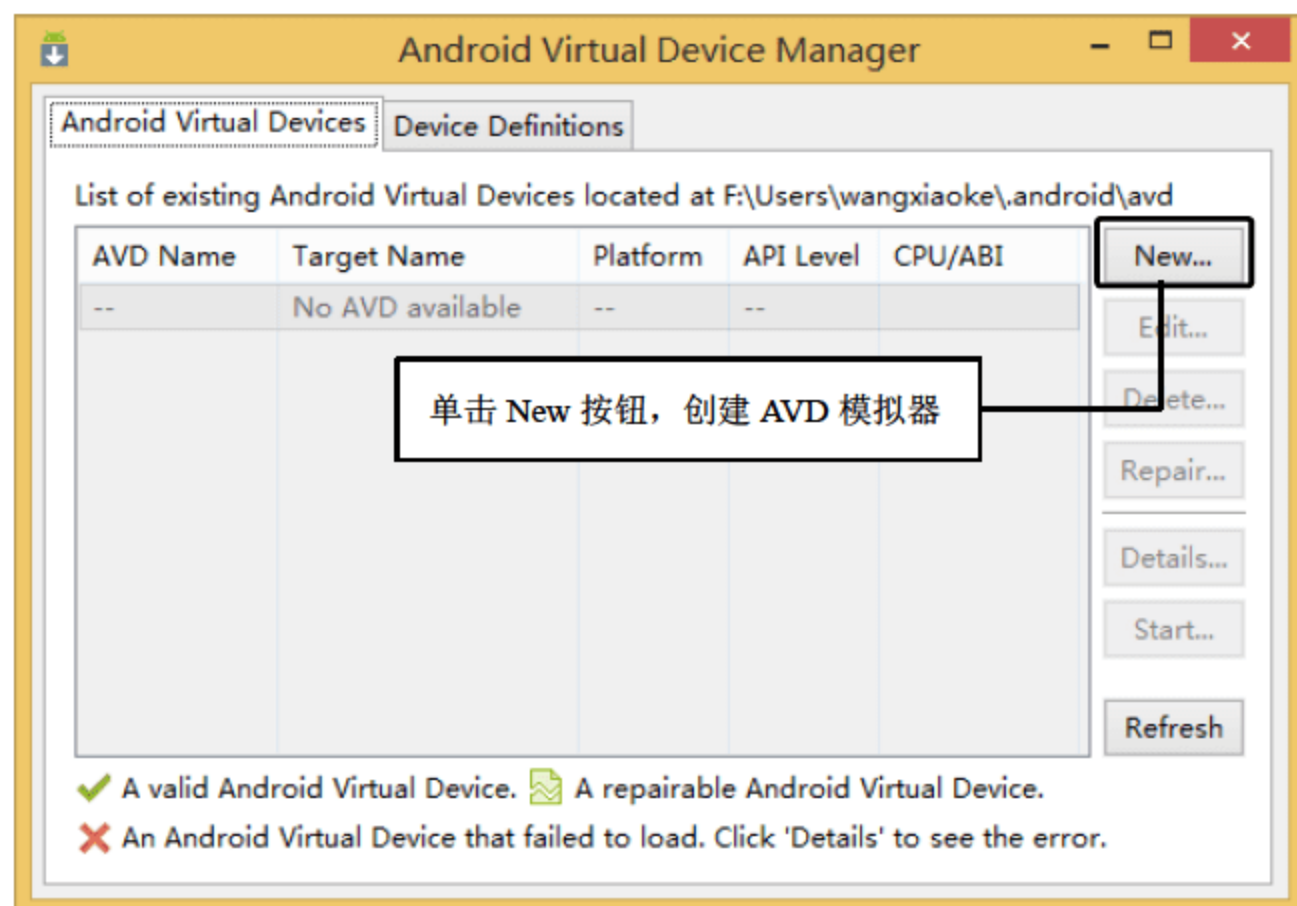 Android Virtual Device Manager
Android Virtual Devices Device Definitions
List of existing Android Virtual Devices located at F:\Users\wangxiaoke\.android\avd
AVD Name Target Name Platform API Level CPU/ABI New...
-- No AVD available -- --
Edit...
单击 New 按钮，创建 AVD 模拟器 Delete...
Repair...
Details...
Start...
Refresh
A valid Android Virtual Device. A repairable Android Virtual Device.
An Android Virtual Device that failed to load. Click 'Details' to see the error.